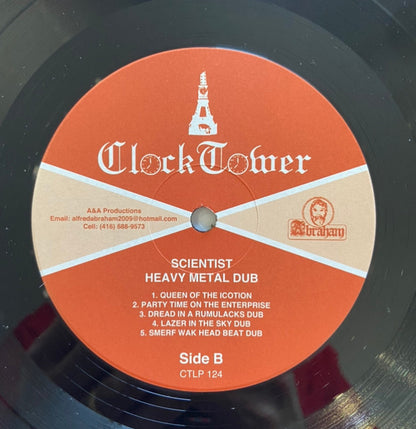 ClockTower
A&A Productions
Email: alfredabraham2009@hotmail.com
Cell: (416) 688-9573
Abraham
SCIENTIST
HEAVY METAL DUB
1. QUEEN OF THE ICOTION
2. PARTY TIME ON THE ENTERPRISE
3. DREAD IN A RUMULACKS DUB
4. LAZER IN THE SKY DUB
5. SMERF WAK HEAD BEAT DUB
Side B
CTLP 124